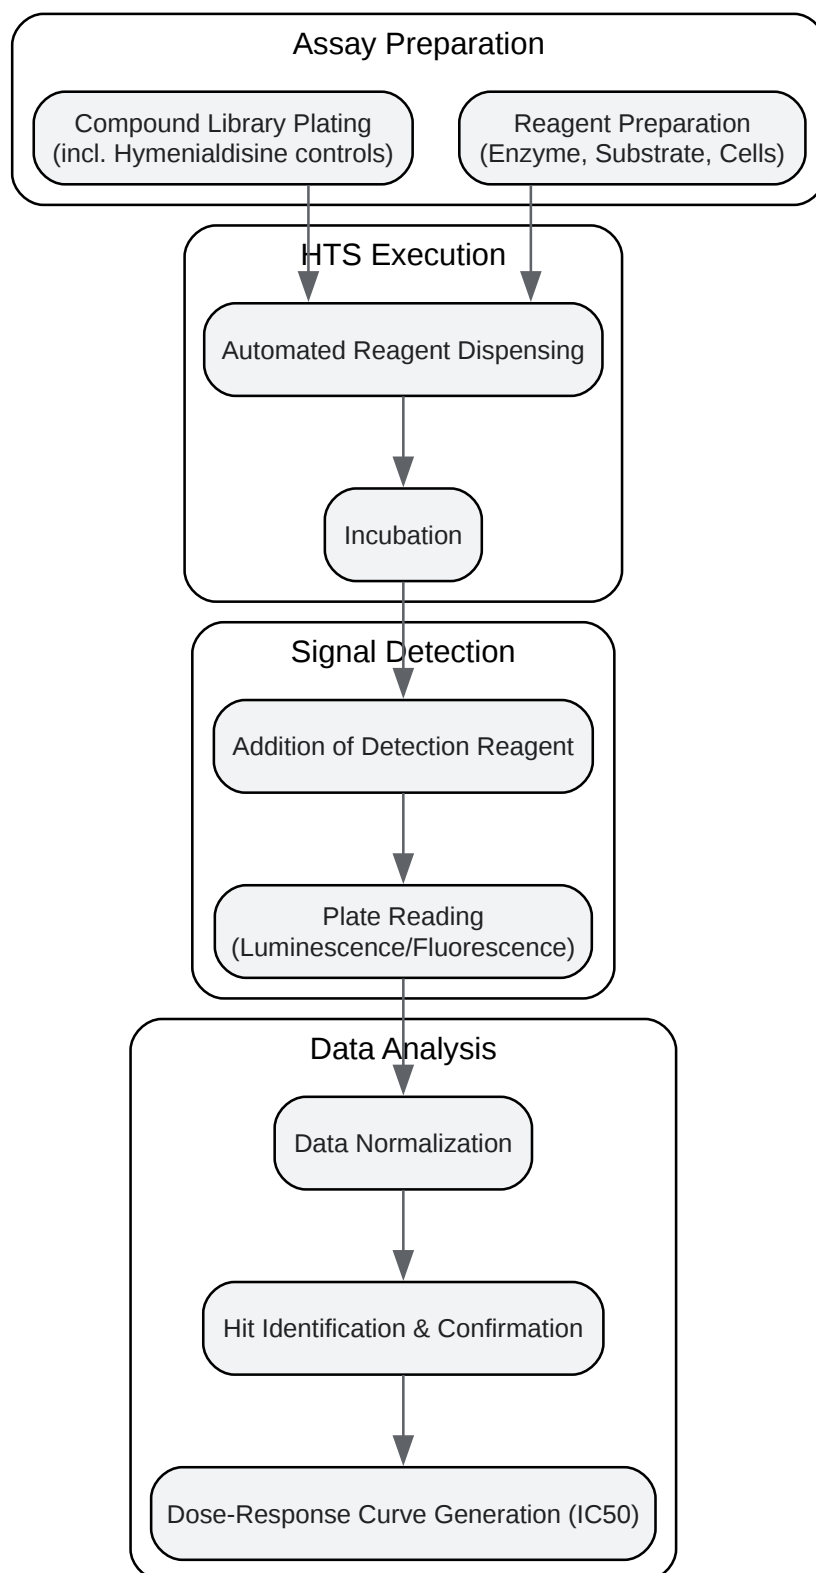 Assay Preparation
Compound Library Plating
(incl. Hymenialdisine controls)
Reagent Preparation
(Enzyme, Substrate, Cells)
HTS Execution
Automated Reagent Dispensing
Incubation
Signal Detection
Addition of Detection Reagent
Plate Reading
(Luminescence/Fluorescence)
Data Analysis
Data Normalization
Hit Identification & Confirmation
Dose-Response Curve Generation (IC50)